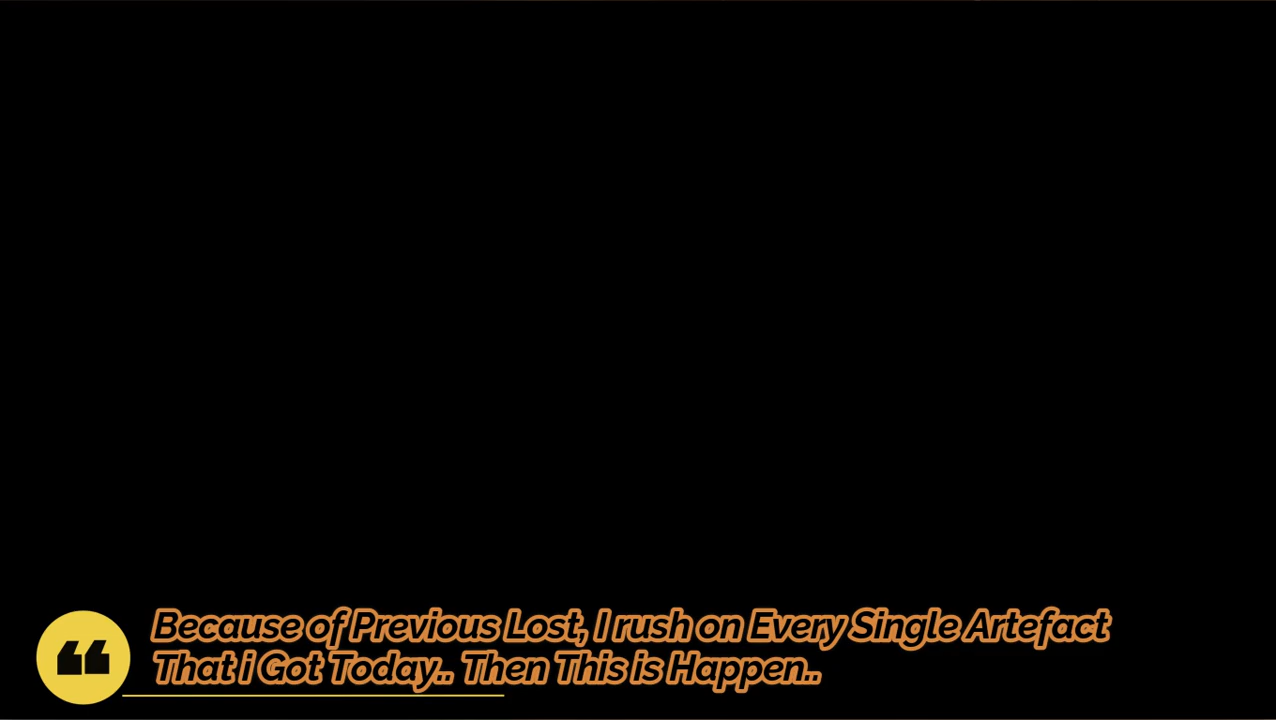 Because of Previous Lost, I rush on Every Single Artefact
That i Got Today.. Then This is Happen..